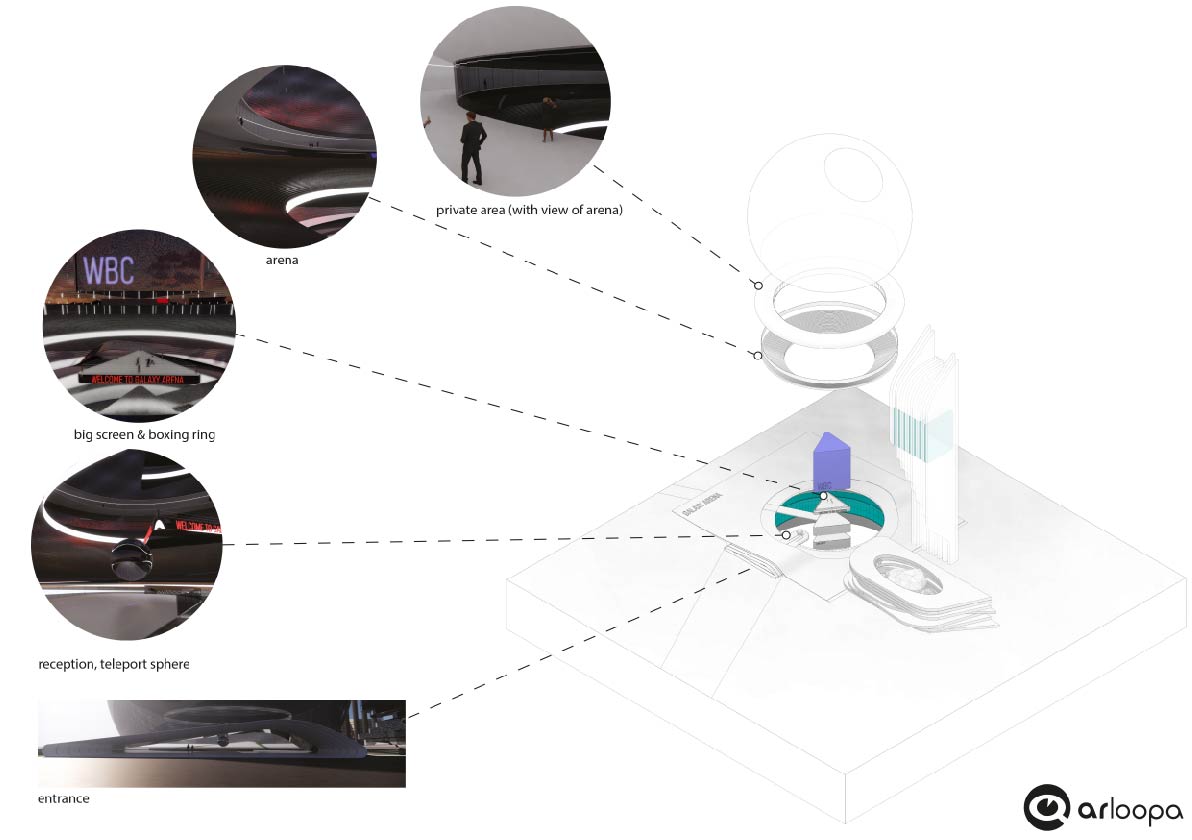 private area (with view of arena)
arena
WBC
WELCOME TO GALAXY ARENA
big screen & boxing ring
WELCOME TO GA
reception, teleport sphere
entrance
WBC
GALAXY ARENA
arloopa